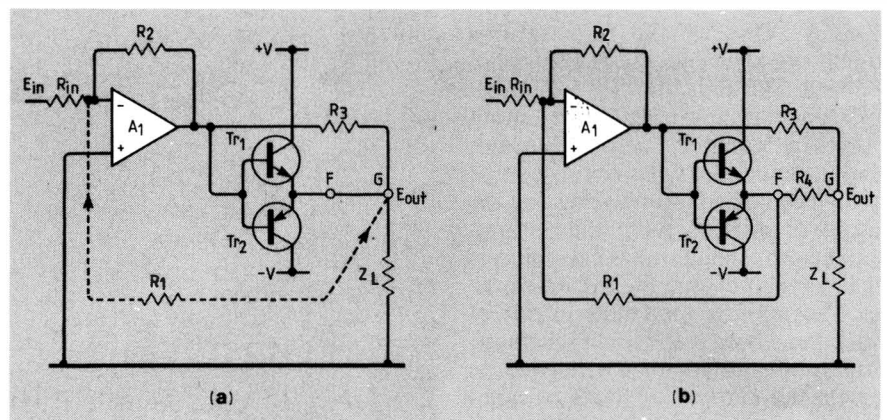 R2
+V
Ein Rin
−
A1
+
R3
Tr1
F
G
Eout
Tr2
R1
−V
ZL
(a)
R2
+V
Ein Rin
−
A1
+
R3
Tr1
F
R4
G
Eout
Tr2
R1
−V
ZL
(b)